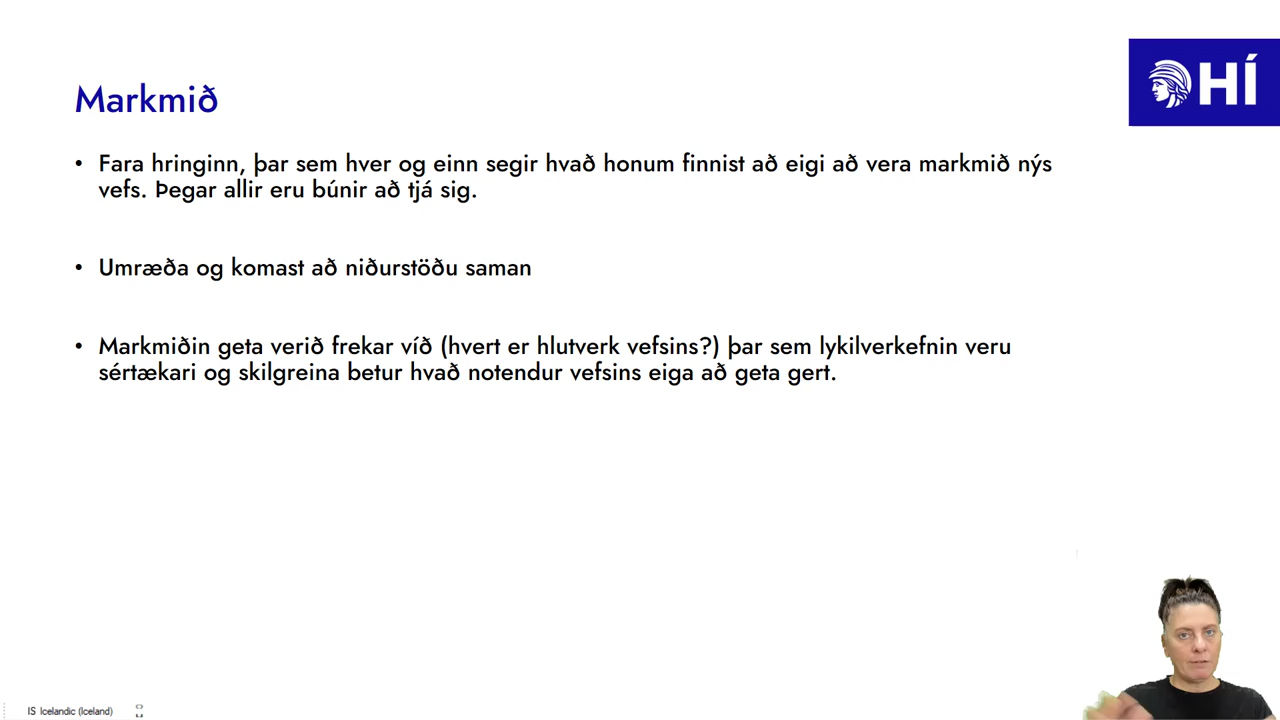 HÍ
Markmið
• Fara hringinn, þar sem hver og einn segir hvað honum finnist að eigi að vera markmið nýs
vefs. Þegar allir eru búnir að tjá sig.
• Umræða og komast að niðurstöðu saman
• Markmiðin geta verið frekar víð (hvert er hlutverk vefsins?) þar sem lykilverkefnin veru
sértækari og skilgreina betur hvað notendur vefsins eiga að geta gert.
IS Icelandic (Iceland)